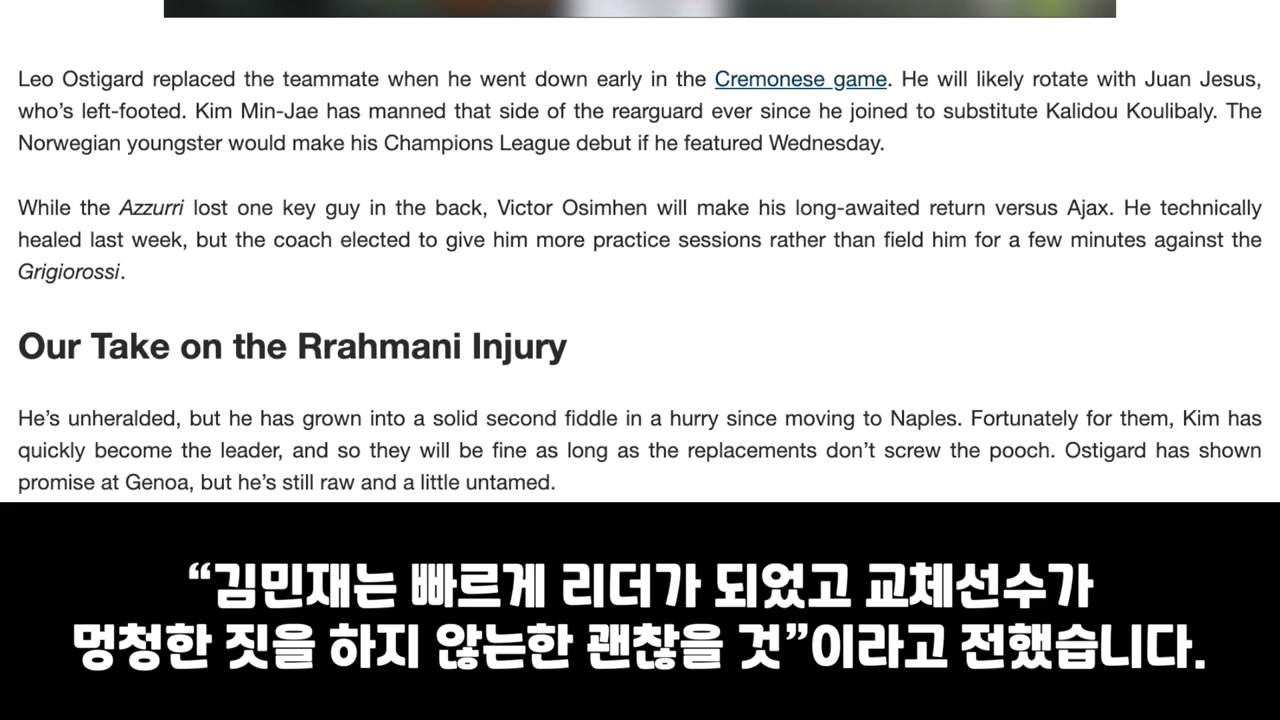 Leo Ostigard replaced the teammate when he went down early in the Cremonese game. He will likely rotate with Juan Jesus,
who’s left-footed. Kim Min-Jae has manned that side of the rearguard ever since he joined to substitute Kalidou Koulibaly. The
Norwegian youngster would make his Champions League debut if he featured Wednesday.
While the Azzurri lost one key guy in the back, Victor Osimhen will make his long-awaited return versus Ajax. He technically
healed last week, but the coach elected to give him more practice sessions rather than field him for a few minutes against the
Grigiorossi.
Our Take on the Rrahmani Injury
He’s unheralded, but he has grown into a solid second fiddle in a hurry since moving to Naples. Fortunately for them, Kim has
quickly become the leader, and so they will be fine as long as the replacements don’t screw the pooch. Ostigard has shown
promise at Genoa, but he’s still raw and a little untamed.
“김민재는 빠르게 리더가 되었고 교체선수가
멍청한 짓을 하지 않는한 괜찮을 것”이라고 전했습니다.